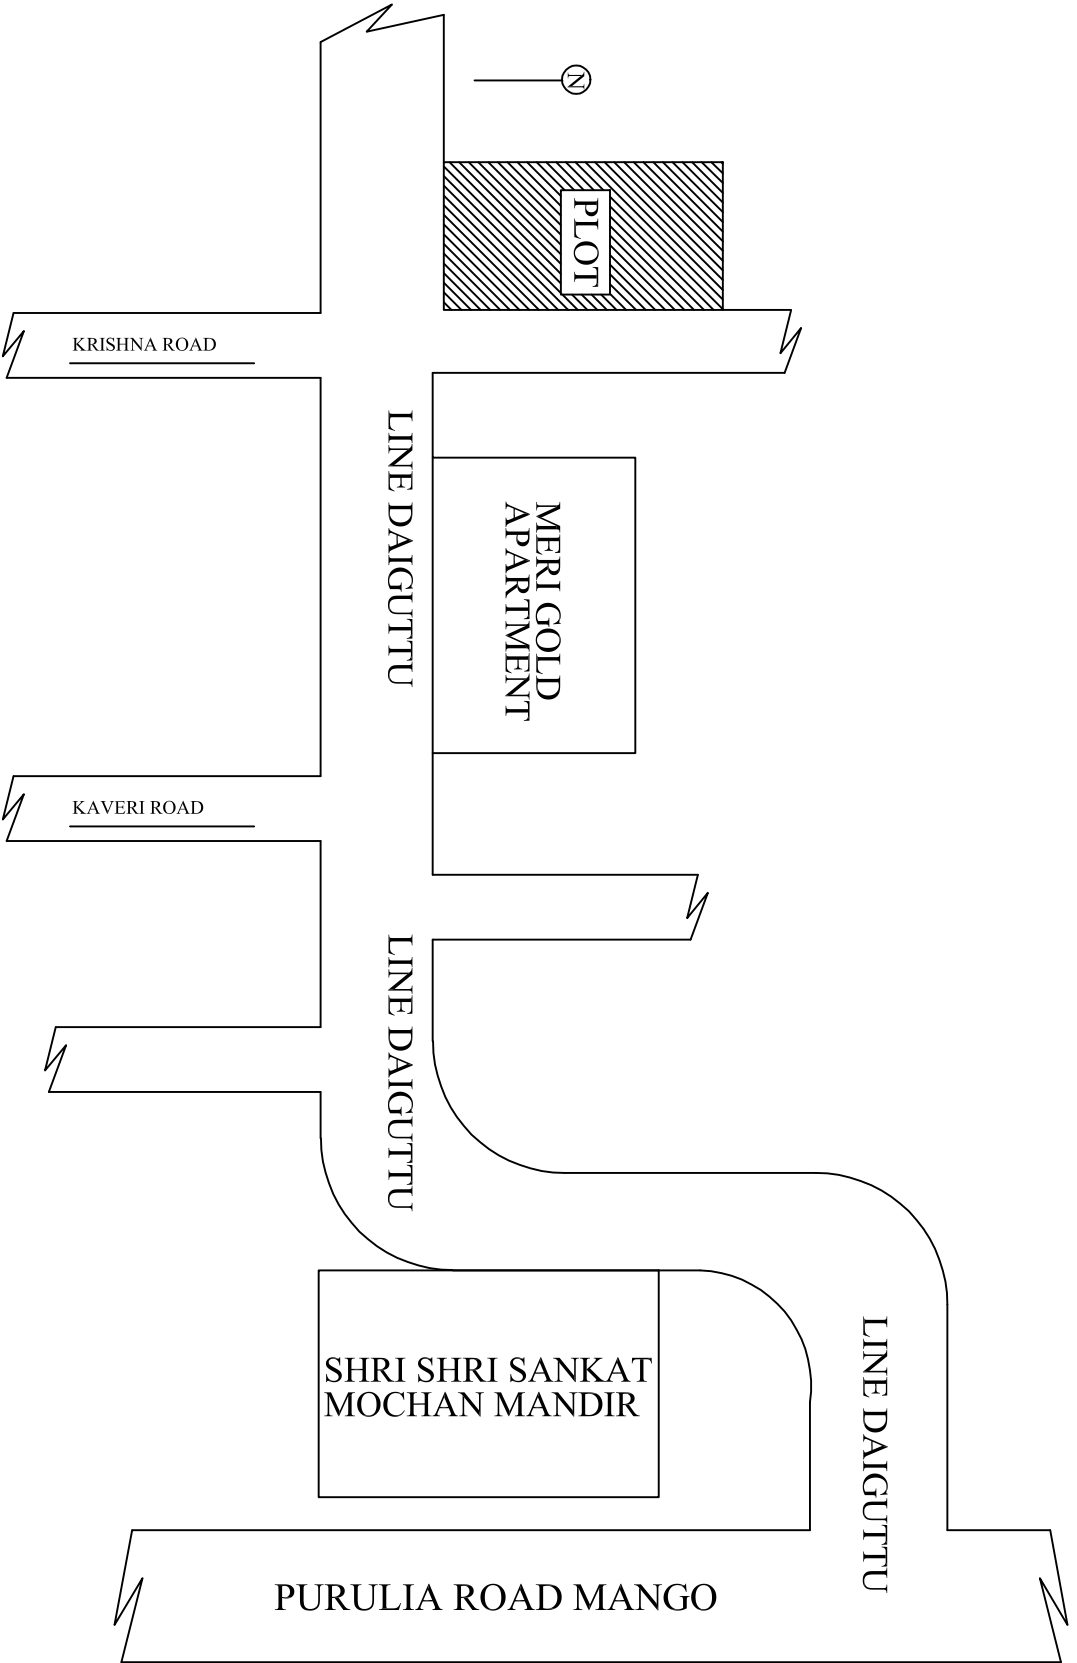 N
PLOT
KRISHNA ROAD
LINE DAIGUTTU
MERI GOLD
APARTMENT
KAVERI ROAD
LINE DAIGUTTU
SHRI SHRI SANKAT
MOCHAN MANDIR
LINE DAIGUTTU
PURULIA ROAD MANGO